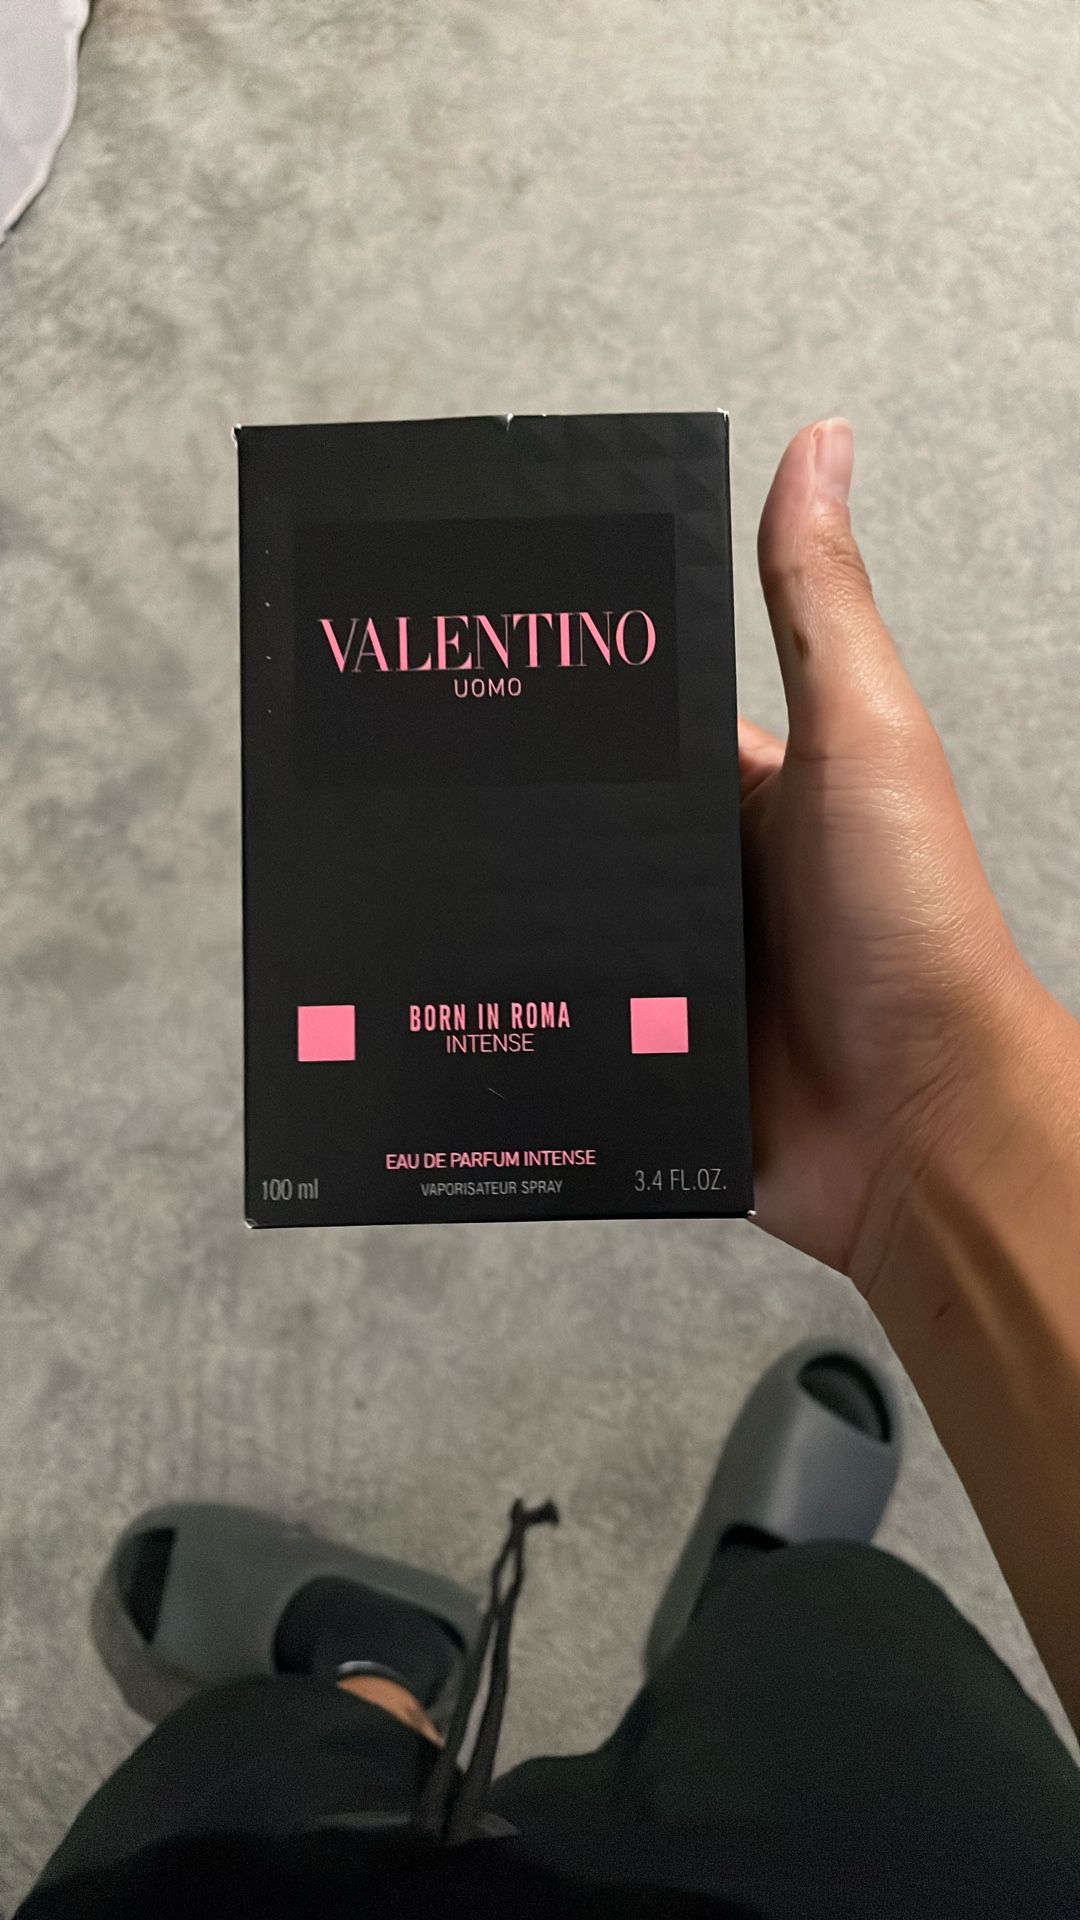 VALENTINO
UOMO
BORN IN ROMA
INTENSE
EAU DE PARFUM INTENSE
100 ml
VAPORISATEUR SPRAY
3.4 FL.OZ.